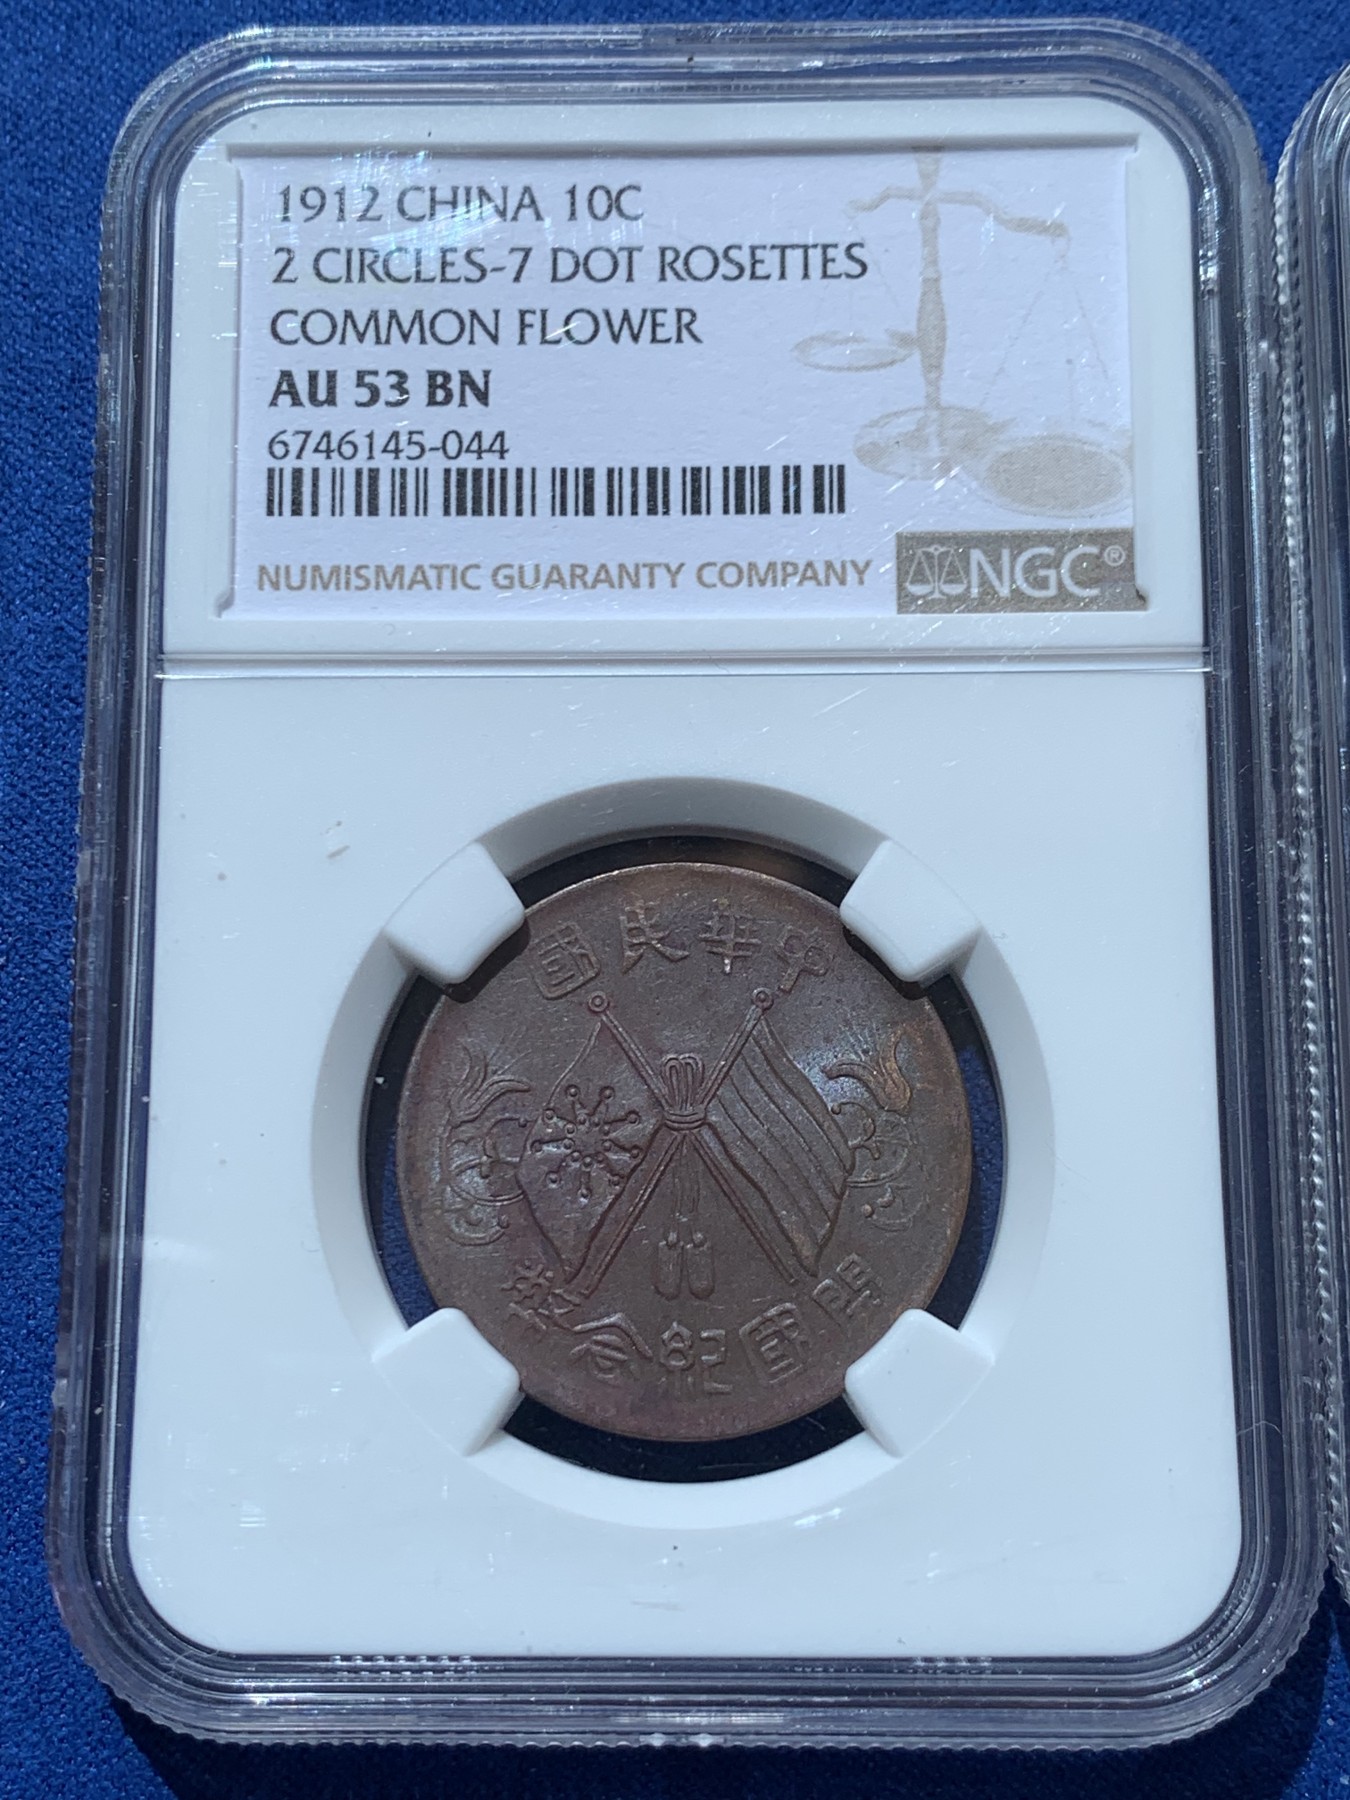 1912 CHINA 10C
2 CIRCLES-7 DOT ROSETTES
COMMON FLOWER
AU 53 BN
6746145-044
NUMISMATIC GUARANTY COMPANY
NGC®
中華民國
開國紀念幣